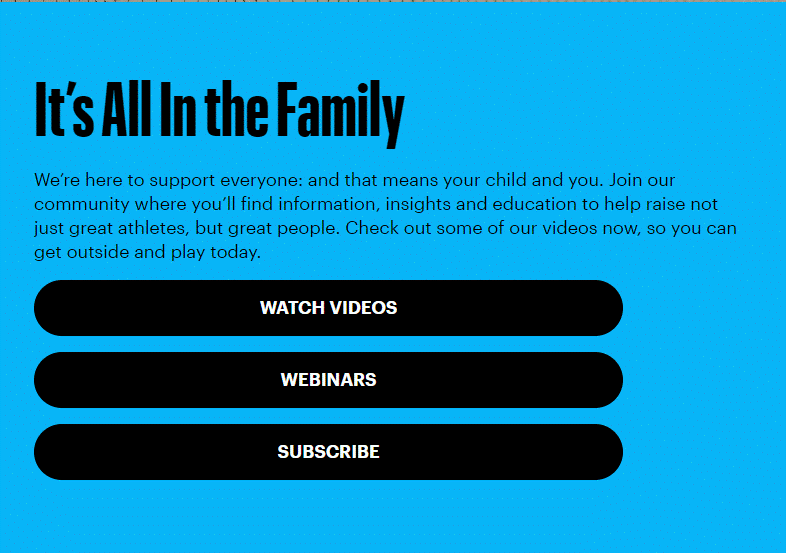 It’s All In the Family
We’re here to support everyone: and that means your child and you. Join our
community where you’ll find information, insights and education to help raise not
just great athletes, but great people. Check out some of our videos now, so you can
get outside and play today.
WATCH VIDEOS
WEBINARS
SUBSCRIBE